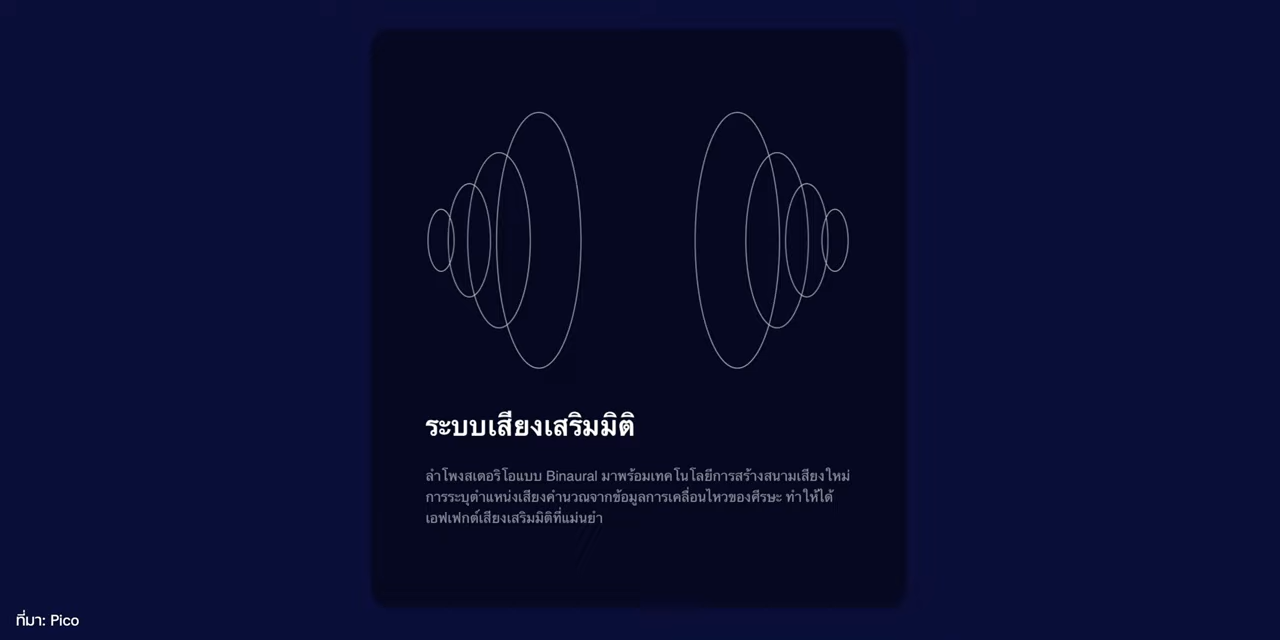 ระบบเสียงเสริมมิติ
ลำโพงสเตอริโอแบบ Binaural มาพร้อมเทคโนโลยีการสร้างสนามเสียงใหม่
การระบุตำแหน่งเสียงคำนวณจากข้อมูลการเคลื่อนไหวของศีรษะ ทำให้ได้
เอฟเฟกต์เสียงเสริมมิติที่แม่นยำ
ที่มา: Pico